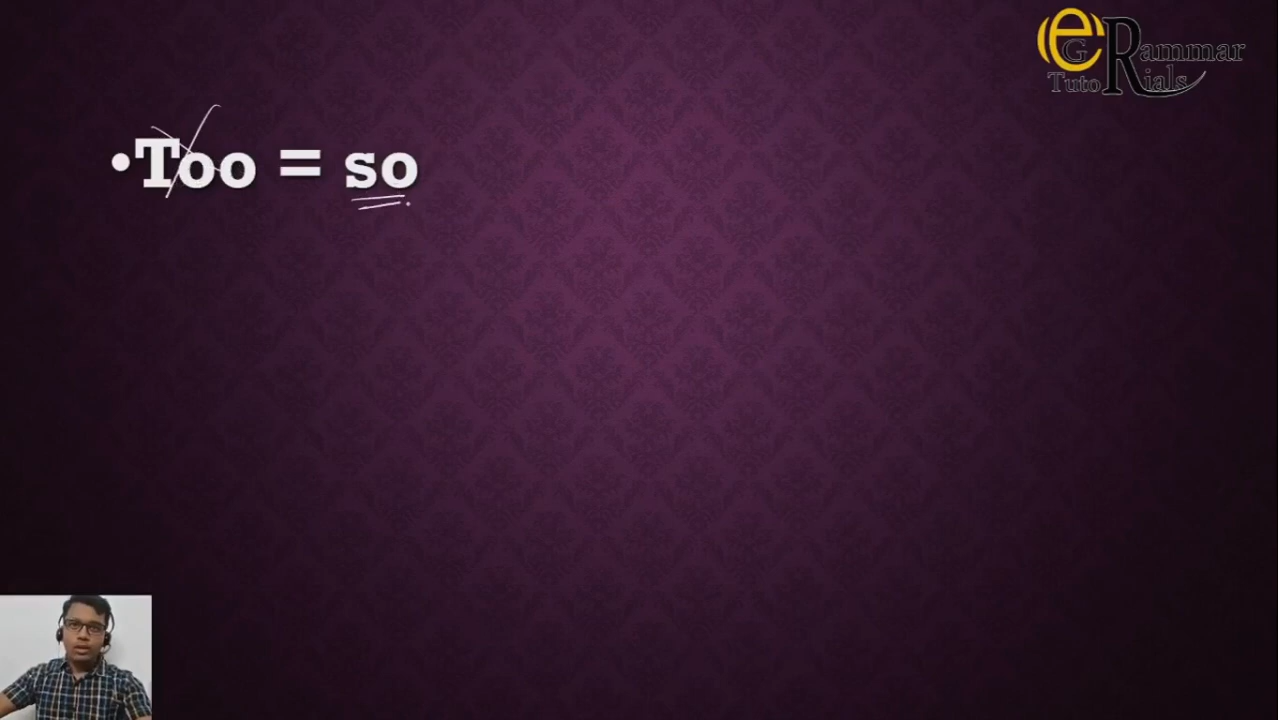 eGRammar
TutoRials
•Too = so